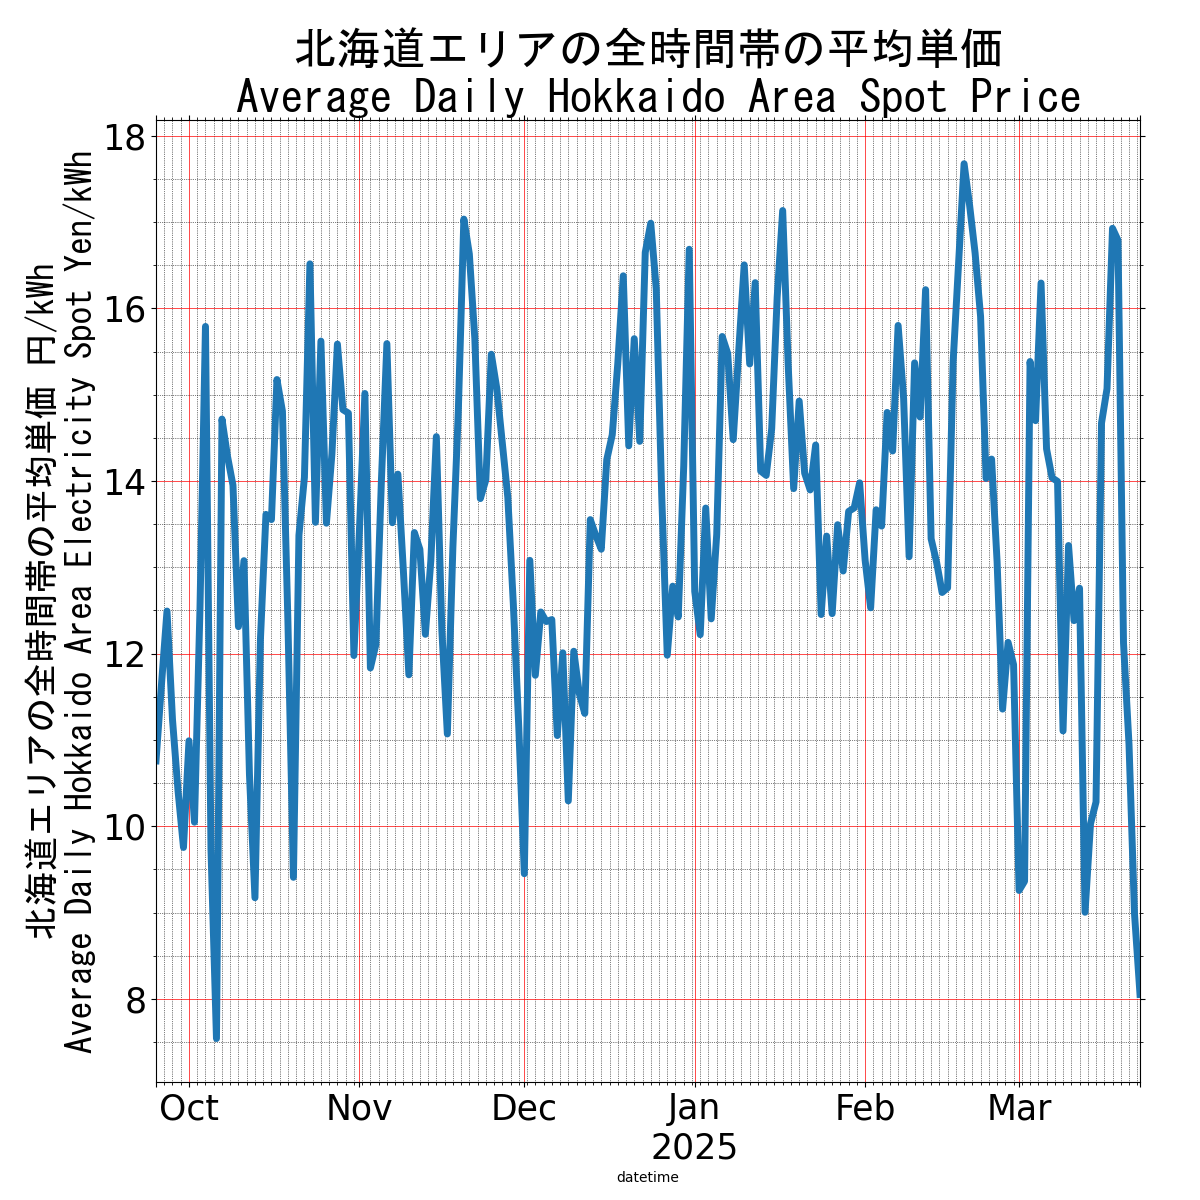 北海道エリアの全時間帯の平均単価
Average Daily Hokkaido Area Spot Price
北海道エリアの全時間帯の平均単価 円/kWh
Average Daily Hokkaido Area Electricity Spot Yen/kWh
18
16
14
12
10
8
Oct Nov Dec Jan Feb Mar
2025
datetime